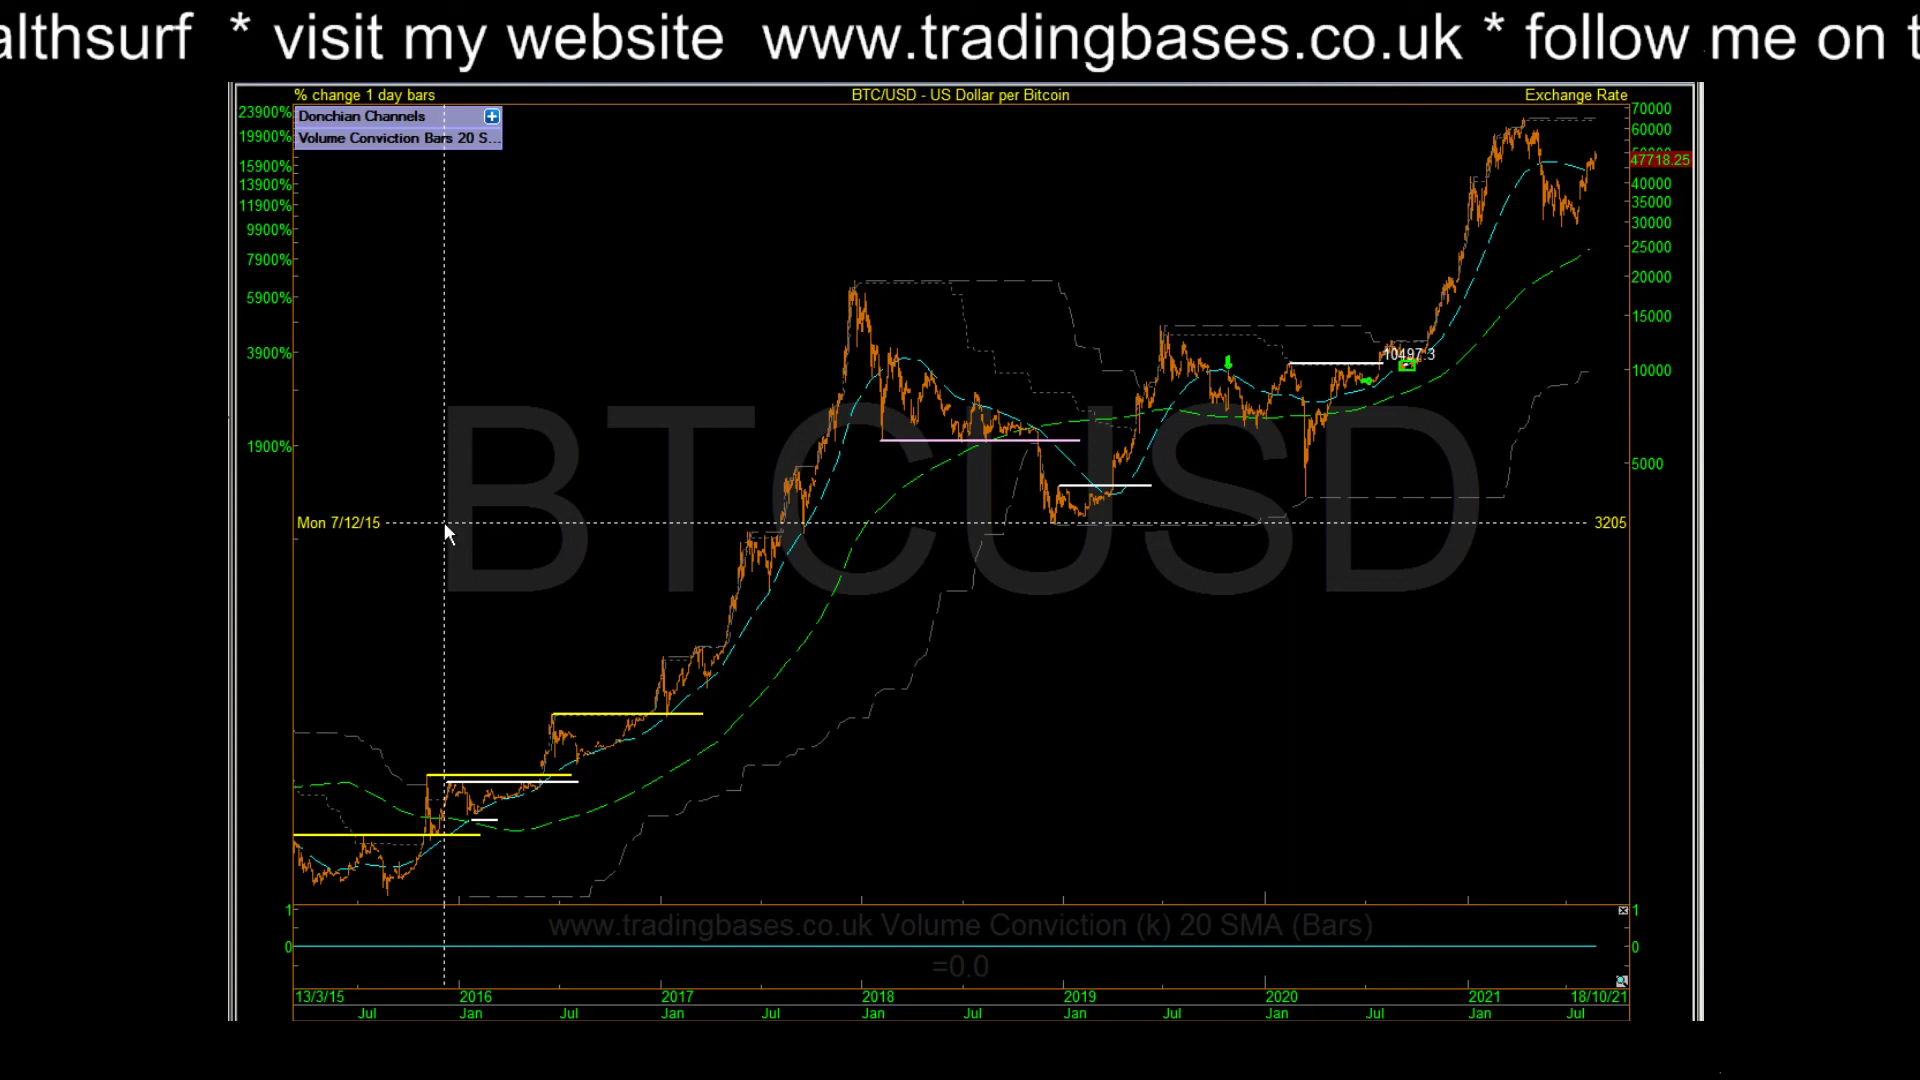 althsurf * visit my website www.tradingbases.co.uk * follow me on t
% change 1 day bars
BTC/USD - US Dollar per Bitcoin
Exchange Rate
Donchian Channels
Volume Conviction Bars 20 S...
23900%
19900%
15900%
13900%
11900%
9900%
7900%
5900%
3900%
1900%
70000
60000
47718.25
40000
35000
30000
25000
20000
15000
10000
5000
10497.3
BTCUSD
Mon 7/12/15
3205
www.tradingbases.co.uk Volume Conviction (k) 20 SMA (Bars)
=0.0
1
0
1
0
13/3/15 2016 2017 2018 2019 2020 2021 18/10/21
Jul Jan Jul Jan Jul Jan Jul Jan Jul Jan Jul Jan Jul